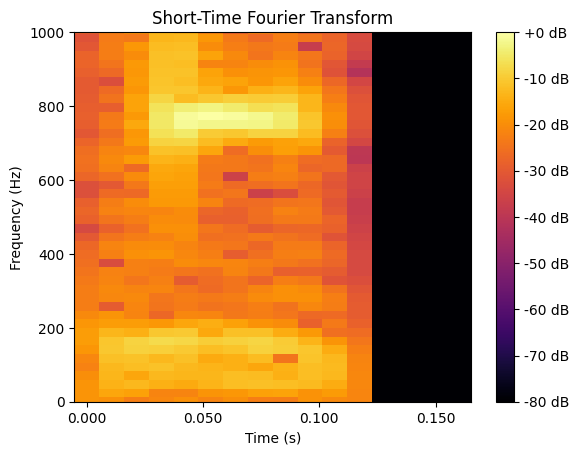 Short-Time Fourier Transform
1000
800
600
400
200
0
Frequency (Hz)
0.000
0.050
0.100
0.150
Time (s)
+0 dB
-10 dB
-20 dB
-30 dB
-40 dB
-50 dB
-60 dB
-70 dB
-80 dB